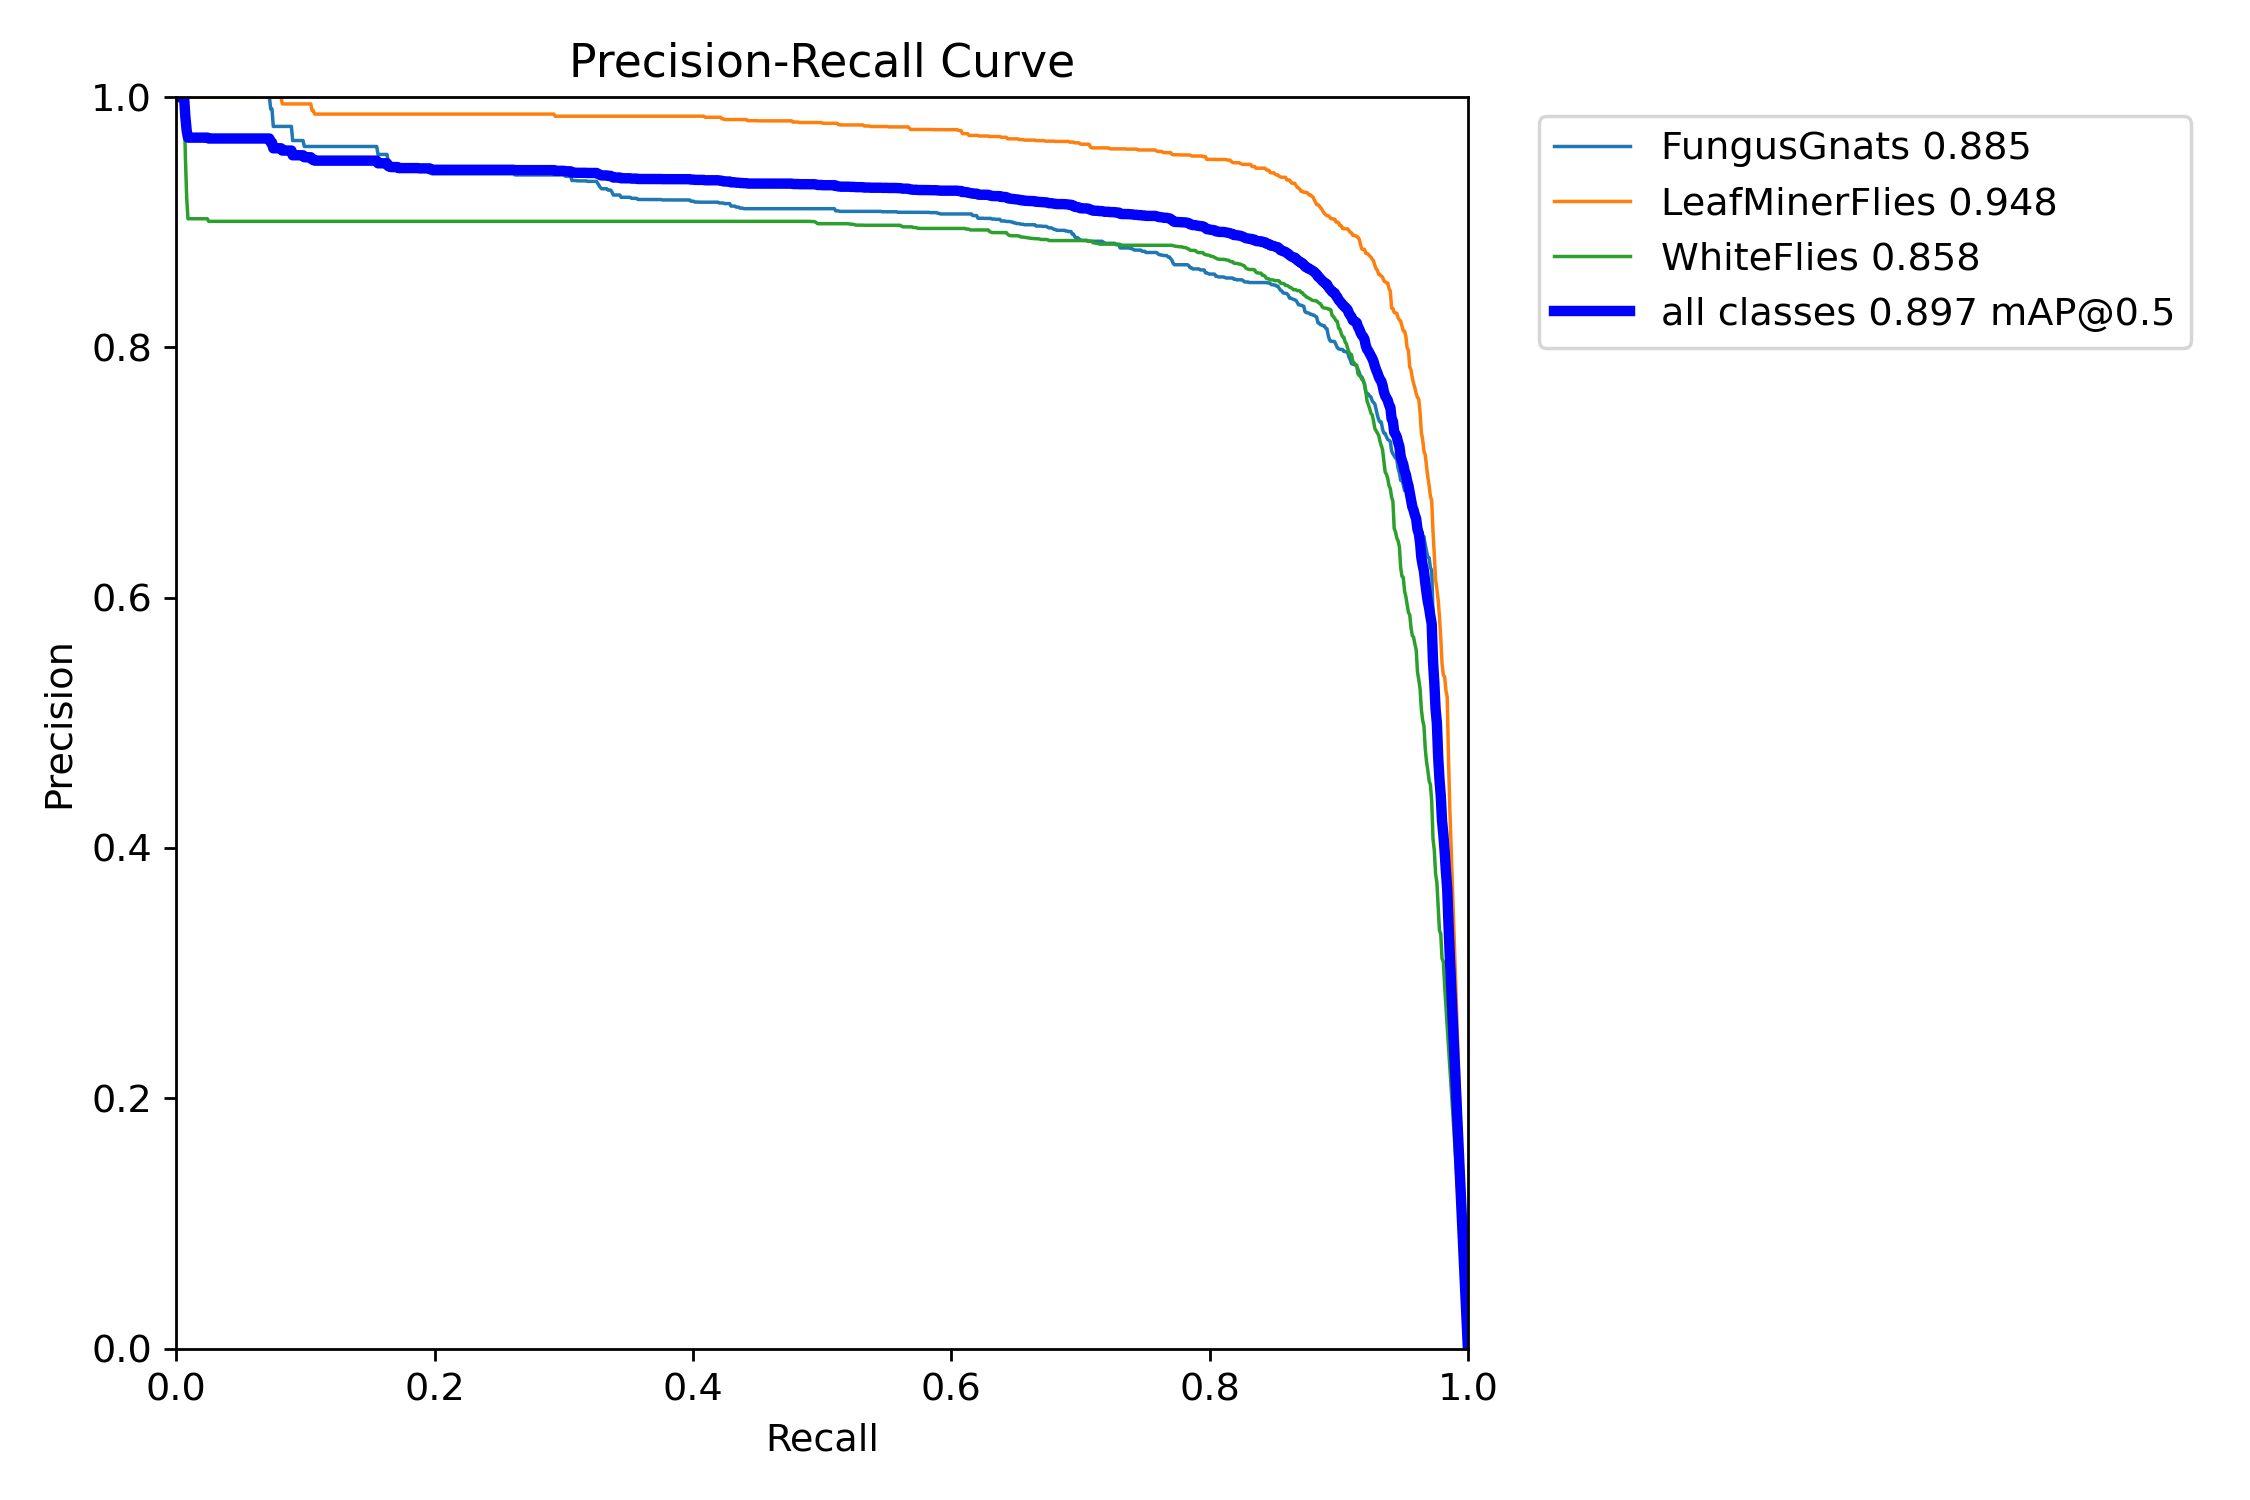 Precision-Recall Curve
1.0
0.8
0.6
0.4
0.2
0.0
Precision
0.0 0.2 0.4 0.6 0.8 1.0
Recall
FungusGnats 0.885
LeafMinerFlies 0.948
WhiteFlies 0.858
all classes 0.897 mAP@0.5